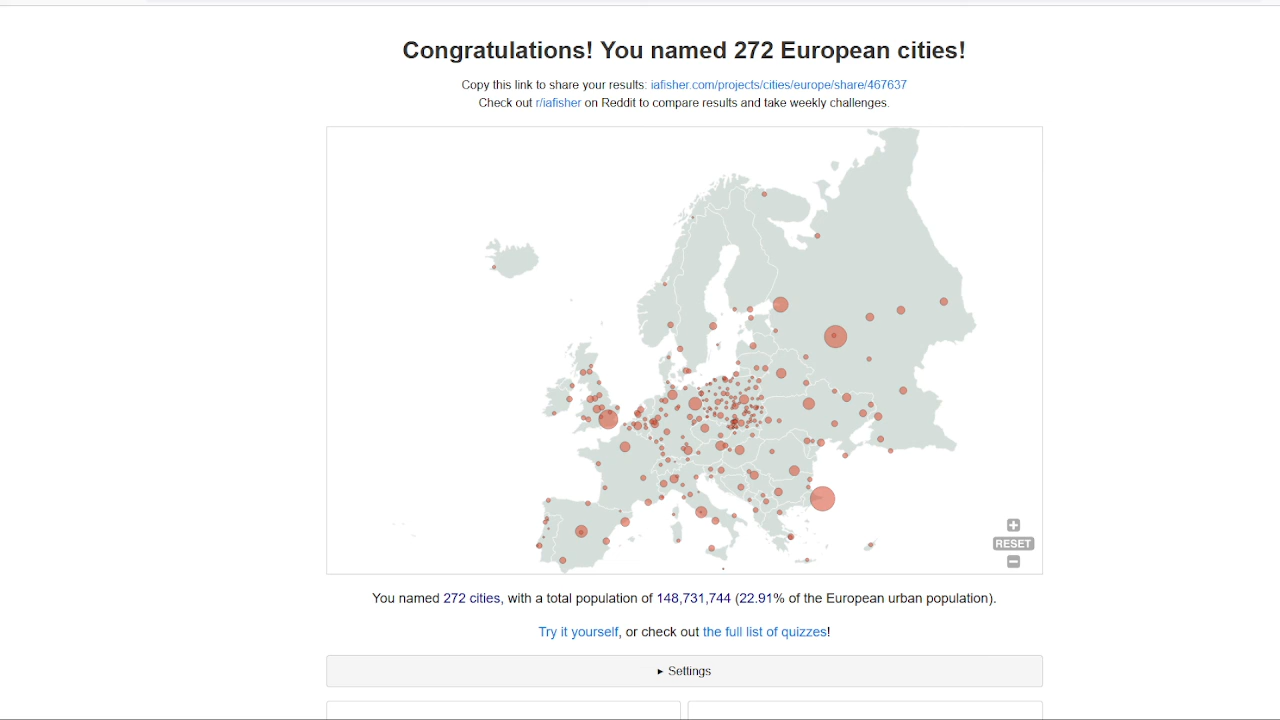 Congratulations! You named 272 European cities!
Copy this link to share your results: iafisher.com/projects/cities/europe/share/467637
Check out r/iafisher on Reddit to compare results and take weekly challenges.
RESET
You named 272 cities, with a total population of 148,731,744 (22.91% of the European urban population).
Try it yourself, or check out the full list of quizzes!
▸ Settings